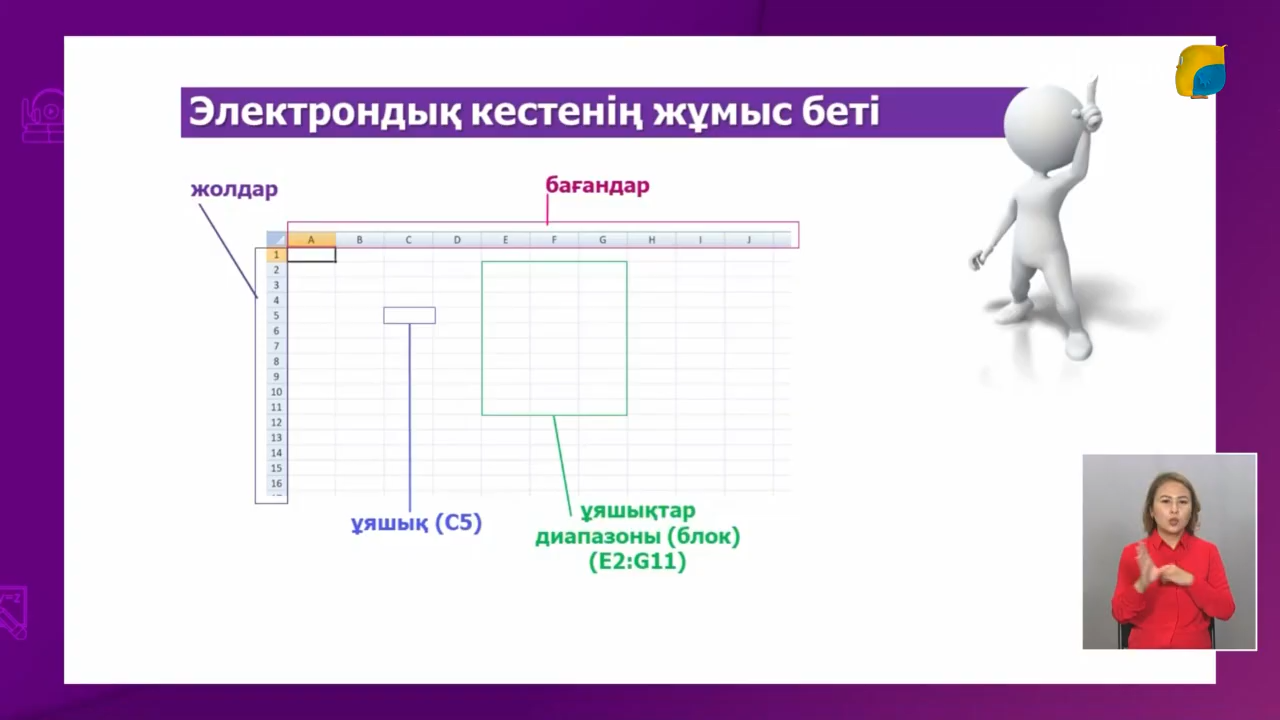 Электрондық кестенің жұмыс беті
жолдар
бағандар
A B C D E F G H I J
1
2
3
4
5
6
7
8
9
10
11
12
13
14
15
16
ұяшық (C5)
ұяшықтар
диапазоны (блок)
(E2:G11)